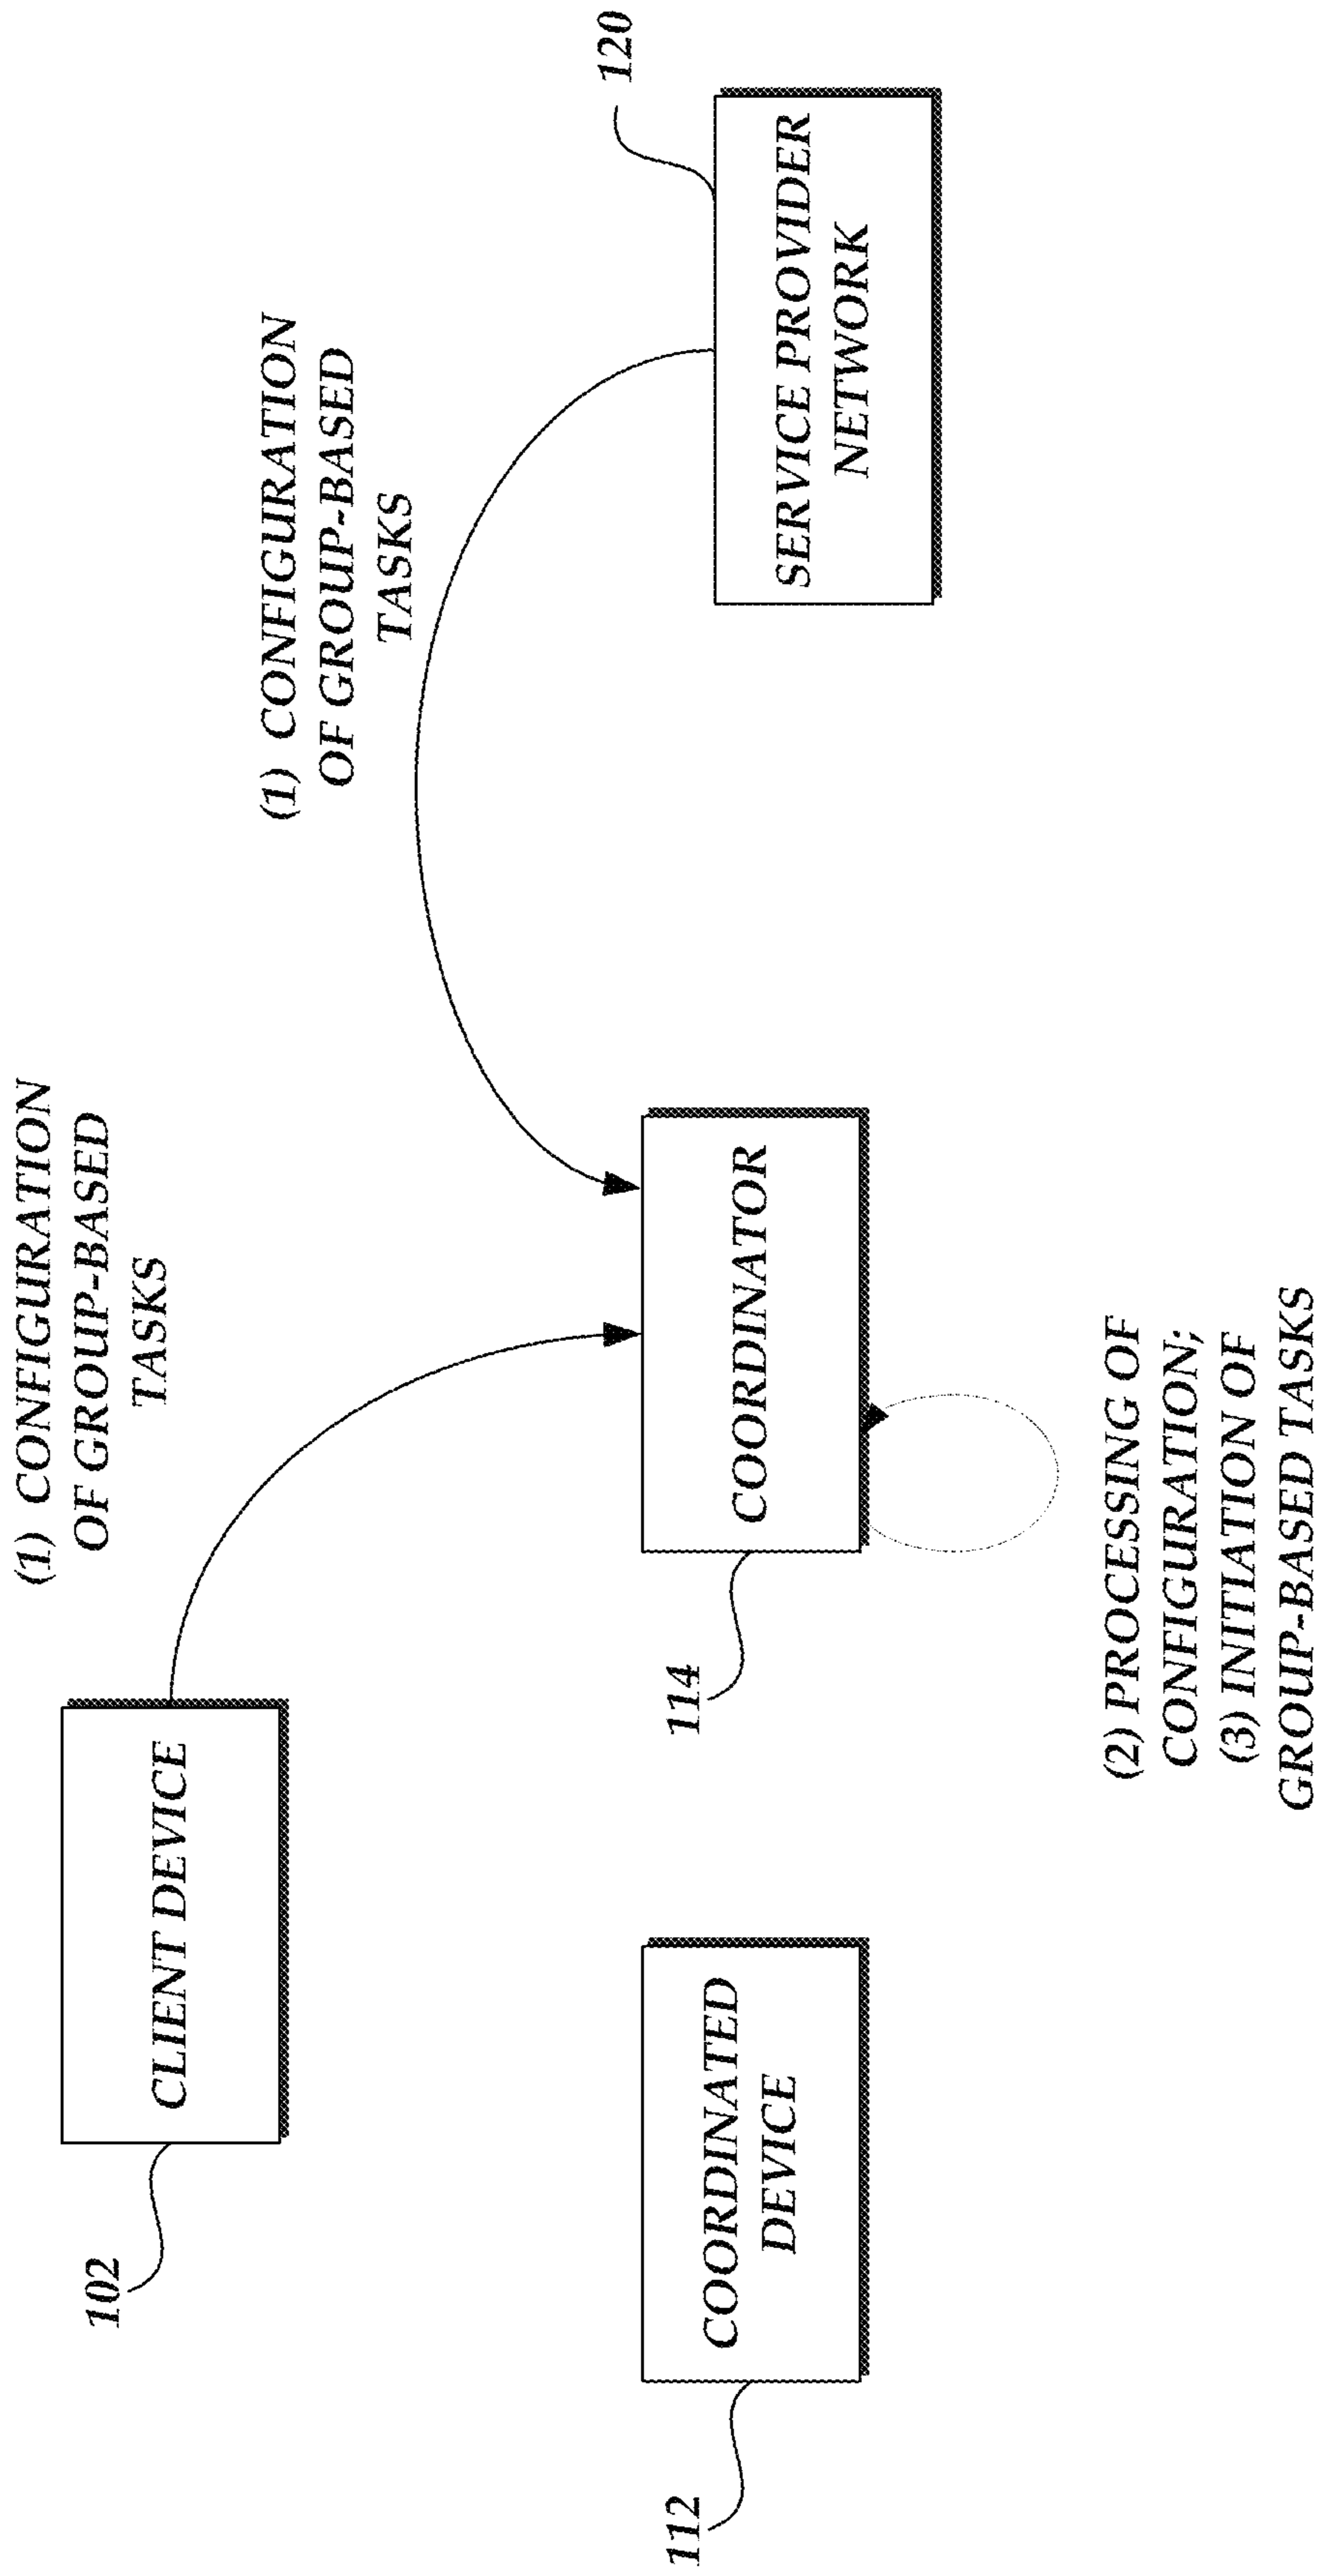 (1) CONFIGURATION
OF GROUP-BASED
TASKS
(1) CONFIGURATION
OF GROUP-BASED
TASKS
102
CLIENT DEVICE
120
SERVICE PROVIDER
NETWORK
112
COORDINATED
DEVICE
114
COORDINATOR
(2) PROCESSING OF
CONFIGURATION;
(3) INITIATION OF
GROUP-BASED TASKS